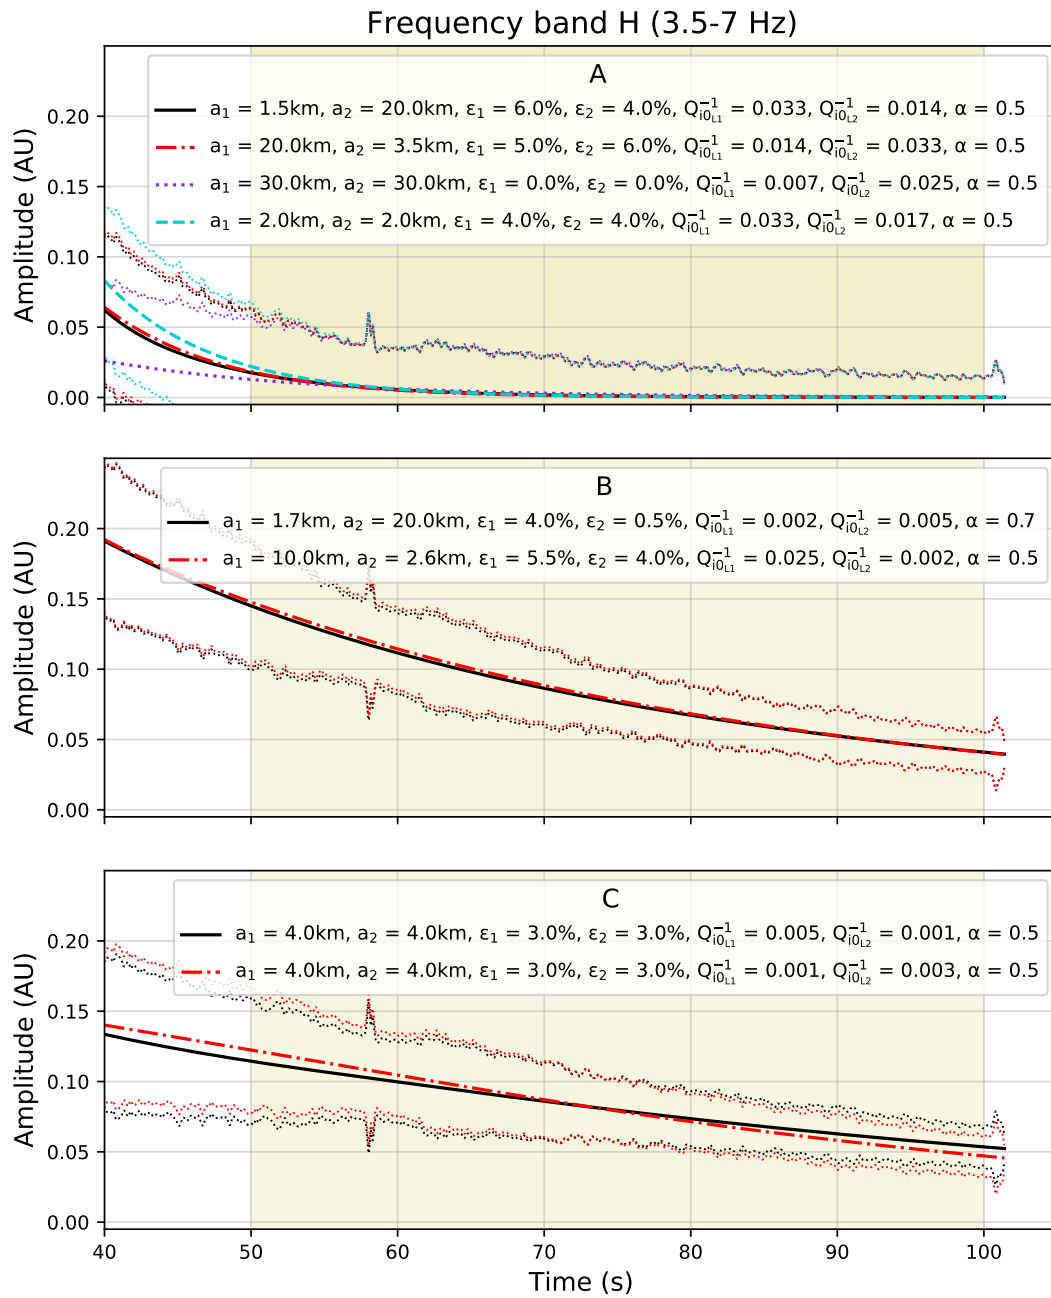 Frequency band H (3.5-7 Hz)
A
a₁ = 1.5km, a₂ = 20.0km, ε₁ = 6.0%, ε₂ = 4.0%, Q⁻¹ᵢ₀L1 = 0.033, Q⁻¹ᵢ₀L2 = 0.014, α = 0.5
a₁ = 20.0km, a₂ = 3.5km, ε₁ = 5.0%, ε₂ = 6.0%, Q⁻¹ᵢ₀L1 = 0.014, Q⁻¹ᵢ₀L2 = 0.033, α = 0.5
a₁ = 30.0km, a₂ = 30.0km, ε₁ = 0.0%, ε₂ = 0.0%, Q⁻¹ᵢ₀L1 = 0.007, Q⁻¹ᵢ₀L2 = 0.025, α = 0.5
a₁ = 2.0km, a₂ = 2.0km, ε₁ = 4.0%, ε₂ = 4.0%, Q⁻¹ᵢ₀L1 = 0.033, Q⁻¹ᵢ₀L2 = 0.017, α = 0.5
0.20
0.15
0.10
0.05
0.00
Amplitude (AU)
B
a₁ = 1.7km, a₂ = 20.0km, ε₁ = 4.0%, ε₂ = 0.5%, Q⁻¹ᵢ₀L1 = 0.002, Q⁻¹ᵢ₀L2 = 0.005, α = 0.7
a₁ = 10.0km, a₂ = 2.6km, ε₁ = 5.5%, ε₂ = 4.0%, Q⁻¹ᵢ₀L1 = 0.025, Q⁻¹ᵢ₀L2 = 0.002, α = 0.5
0.20
0.15
0.10
0.05
0.00
Amplitude (AU)
C
a₁ = 4.0km, a₂ = 4.0km, ε₁ = 3.0%, ε₂ = 3.0%, Q⁻¹ᵢ₀L1 = 0.005, Q⁻¹ᵢ₀L2 = 0.001, α = 0.5
a₁ = 4.0km, a₂ = 4.0km, ε₁ = 3.0%, ε₂ = 3.0%, Q⁻¹ᵢ₀L1 = 0.001, Q⁻¹ᵢ₀L2 = 0.003, α = 0.5
0.20
0.15
0.10
0.05
0.00
Amplitude (AU)
40 50 60 70 80 90 100
Time (s)